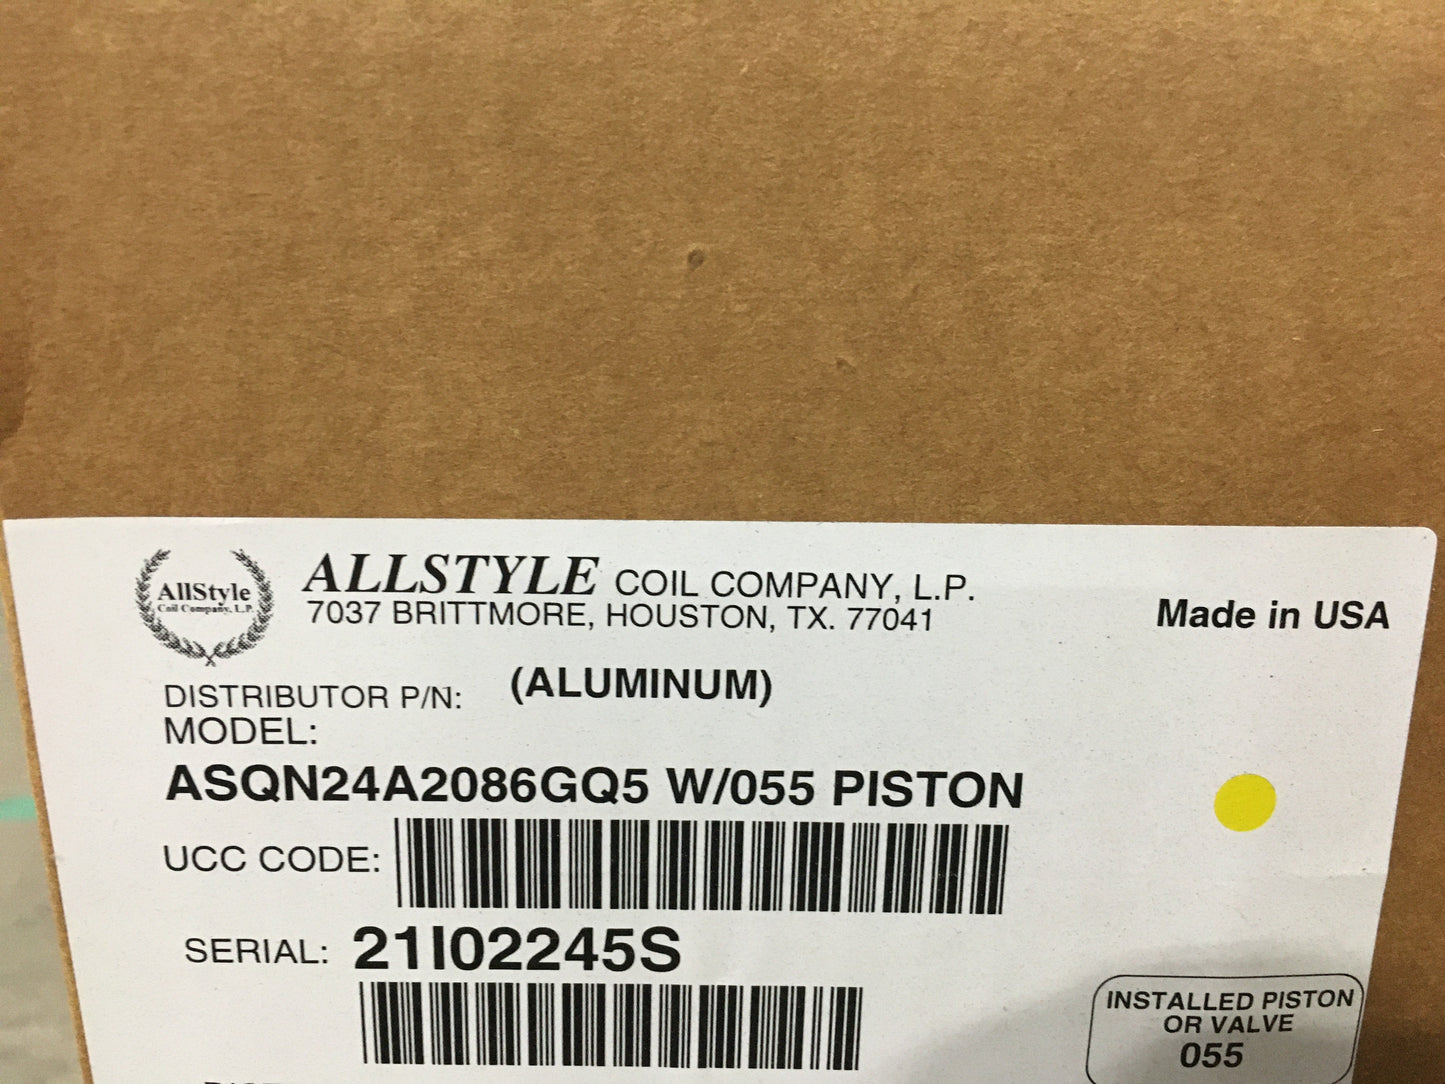 AllStyle
Coil Company, L.P.
ALLSTYLE COIL COMPANY, L.P.
7037 BRITTMORE, HOUSTON, TX. 77041
Made in USA
DISTRIBUTOR P/N: (ALUMINUM)
MODEL:
ASQN24A2086GQ5 W/055 PISTON
UCC CODE:
SERIAL: 21I02245S
INSTALLED PISTON
OR VALVE
055